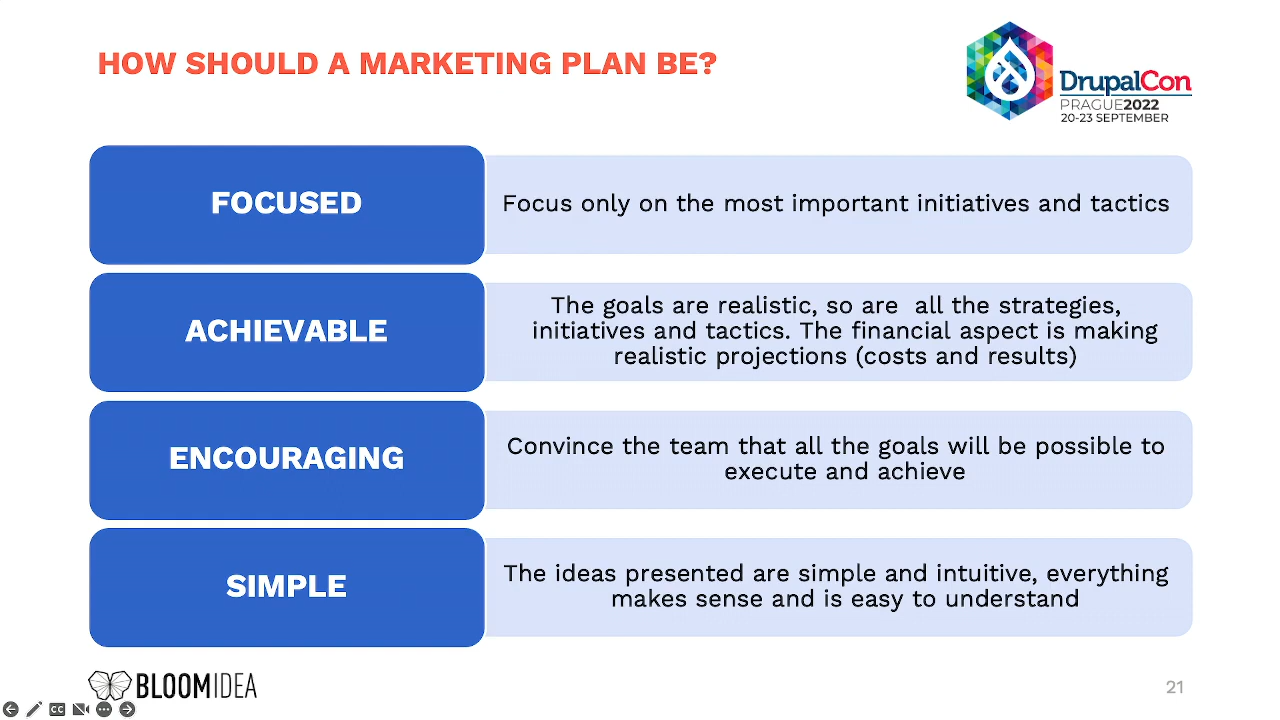 HOW SHOULD A MARKETING PLAN BE?
DrupalCon
PRAGUE2022
20-23 SEPTEMBER
FOCUSED
Focus only on the most important initiatives and tactics
ACHIEVABLE
The goals are realistic, so are  all the strategies,
initiatives and tactics. The financial aspect is making
realistic projections (costs and results)
ENCOURAGING
Convince the team that all the goals will be possible to
execute and achieve
SIMPLE
The ideas presented are simple and intuitive, everything
makes sense and is easy to understand
BLOOMIDEA
21
CC